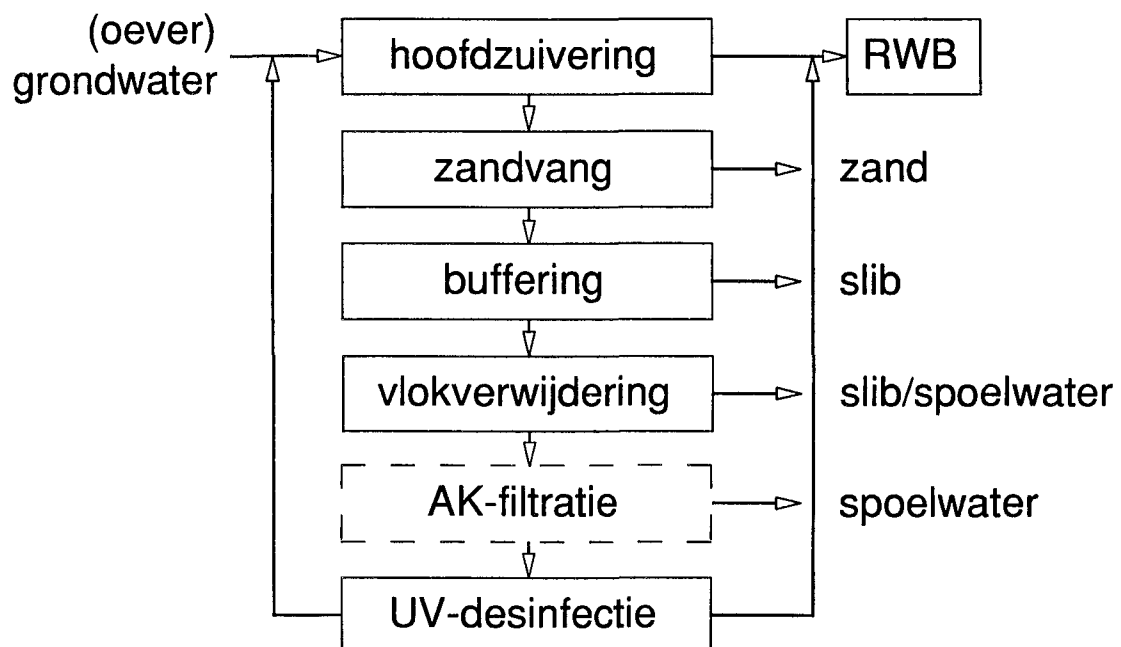 (oever)
grondwater
hoofdzuivering
RWB
zandvang
zand
buffering
slib
vlokverwijdering
slib/spoelwater
AK-filtratie
spoelwater
UV-desinfectie